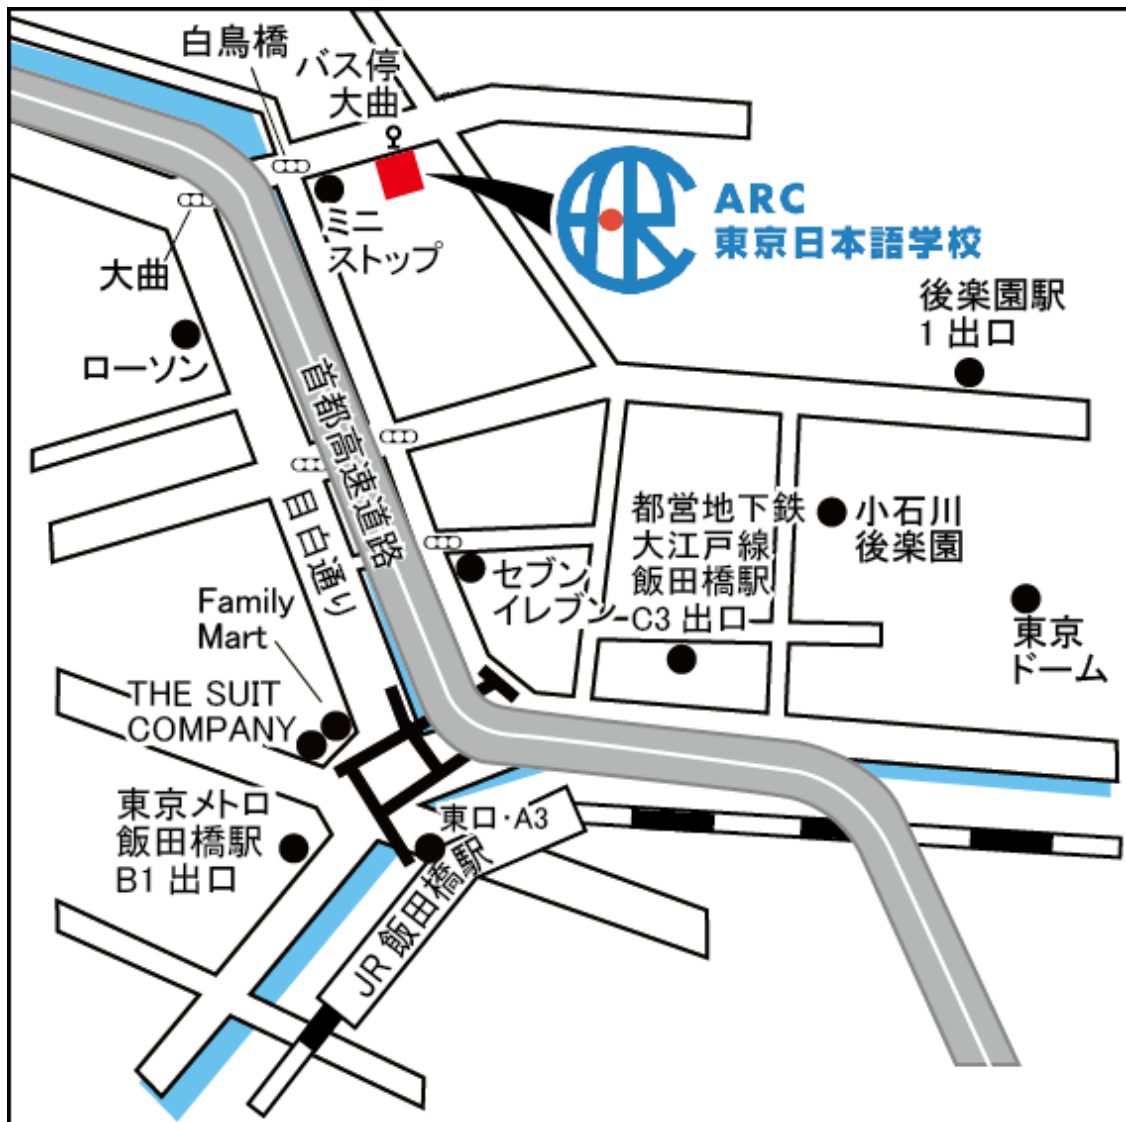 白鳥橋
バス停
大曲
ARC
東京日本語学校
ミニ
ストップ
大曲
後楽園駅
1 出口
ローソン
首都高速道路
目白通り
都営地下鉄
大江戸線
飯田橋駅
C3 出口
小石川
後楽園
セブン
イレブン
Family
Mart
東京
ドーム
THE SUIT
COMPANY
東京メトロ
飯田橋駅
B1 出口
東口・A3
JR 飯田橋駅